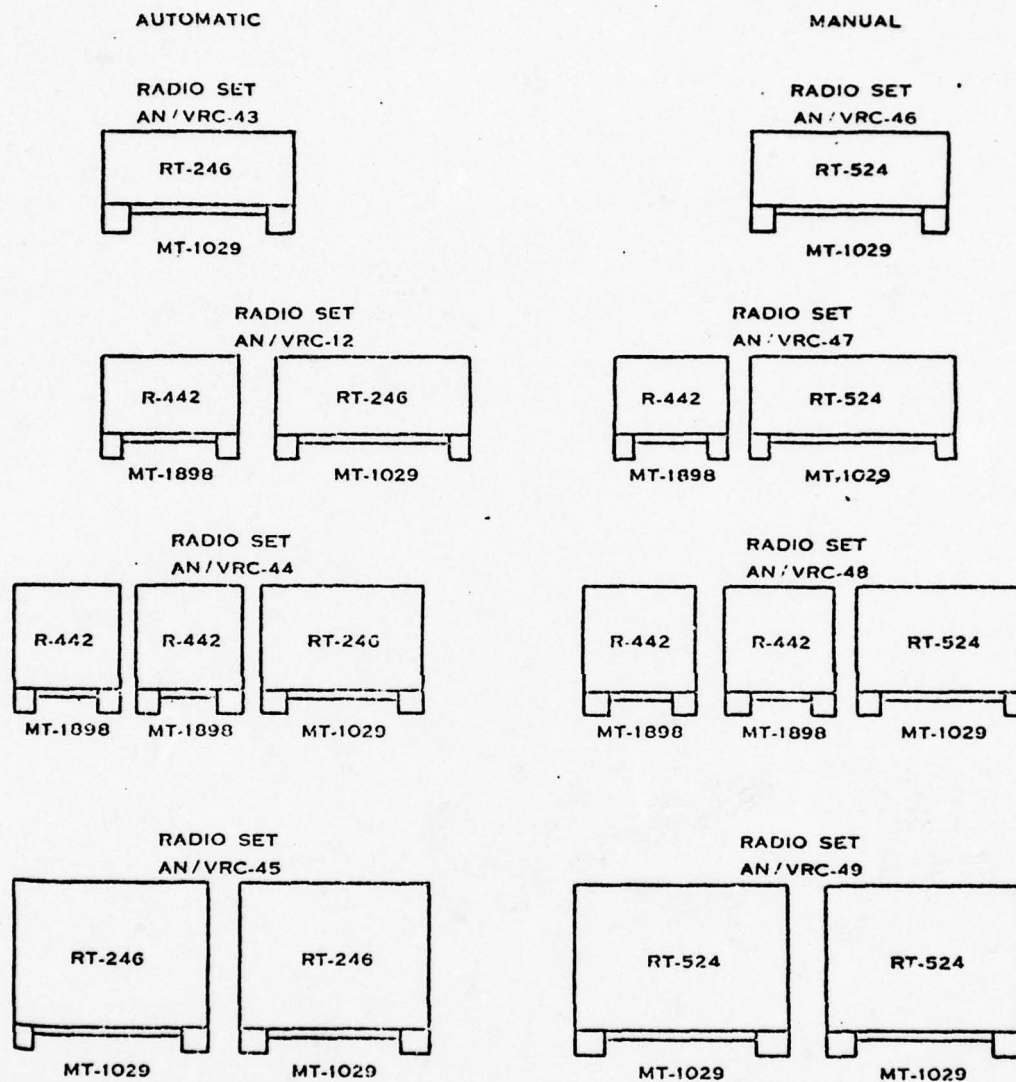 AUTOMATIC
MANUAL
RADIO SET
AN/VRC-43
RT-246
MT-1029
RADIO SET
AN/VRC-46
RT-524
MT-1029
RADIO SET
AN/VRC-12
R-442 RT-246
MT-1898 MT-1029
RADIO SET
AN/VRC-47
R-442 RT-524
MT-1898 MT-1029
RADIO SET
AN/VRC-44
R-442 R-442 RT-246
MT-1898 MT-1898 MT-1029
RADIO SET
AN/VRC-48
R-442 R-442 RT-524
MT-1898 MT-1898 MT-1029
RADIO SET
AN/VRC-45
RT-246 RT-246
MT-1029 MT-1029
RADIO SET
AN/VRC-49
RT-524 RT-524
MT-1029 MT-1029